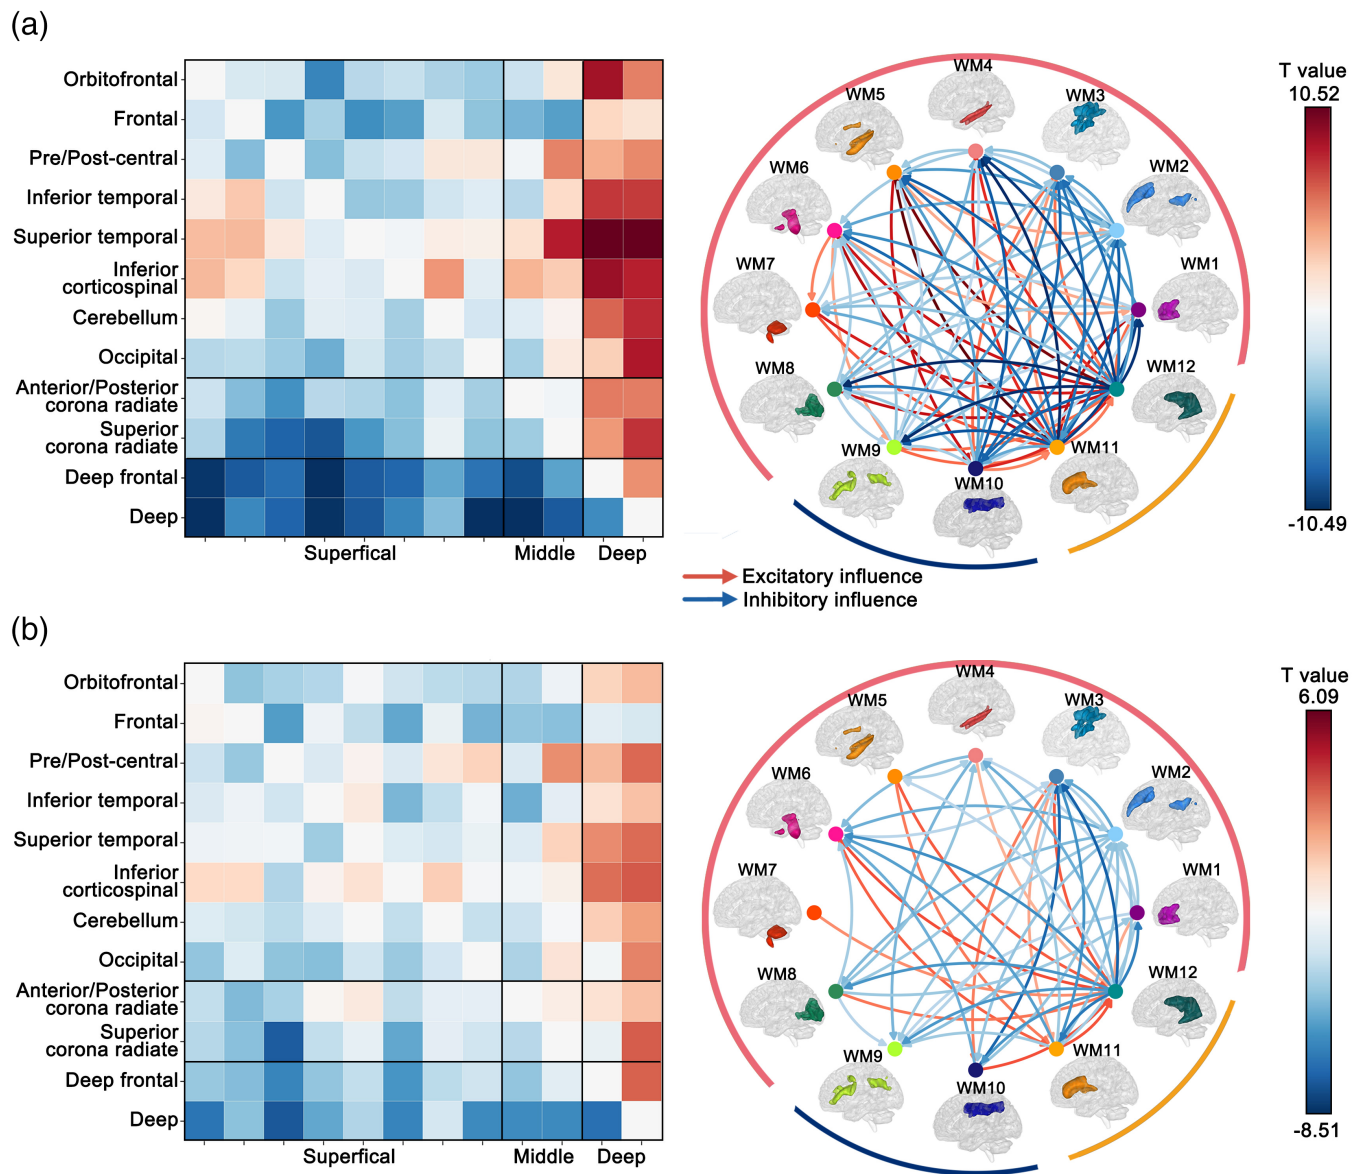 (a)
Orbitofrontal
Frontal
Pre/Post-central
Inferior temporal
Superior temporal
Inferior
corticospinal
Cerebellum
Occipital
Anterior/Posterior
corona radiate
Superior
corona radiate
Deep frontal
Deep
Superfical
Middle
Deep
WM4
WM5
WM3
WM6
WM2
WM7
WM1
WM8
WM12
WM9
WM11
WM10
T value
10.52
-10.49
Excitatory influence
Inhibitory influence
(b)
Orbitofrontal
Frontal
Pre/Post-central
Inferior temporal
Superior temporal
Inferior
corticospinal
Cerebellum
Occipital
Anterior/Posterior
corona radiate
Superior
corona radiate
Deep frontal
Deep
Superfical
Middle
Deep
WM4
WM5
WM3
WM6
WM2
WM7
WM1
WM8
WM12
WM9
WM11
WM10
T value
6.09
-8.51